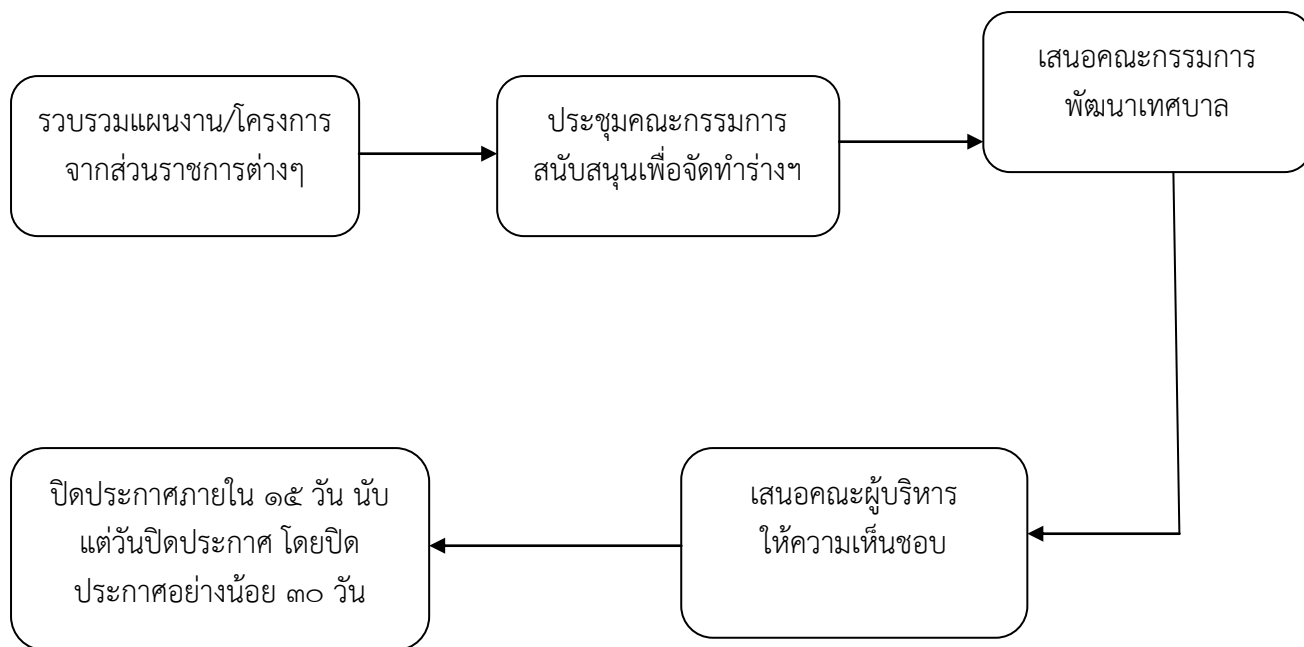 รวบรวมแผนงาน/โครงการ
จากส่วนราชการต่างๆ
ประชุมคณะกรรมการ
สนับสนุนเพื่อจัดทำร่างฯ
เสนอคณะกรรมการ
พัฒนาเทศบาล
เสนอคณะผู้บริหาร
ให้ความเห็นชอบ
ปิดประกาศภายใน ๑๕ วัน นับ
แต่วันปิดประกาศ โดยปิด
ประกาศอย่างน้อย ๓๐ วัน